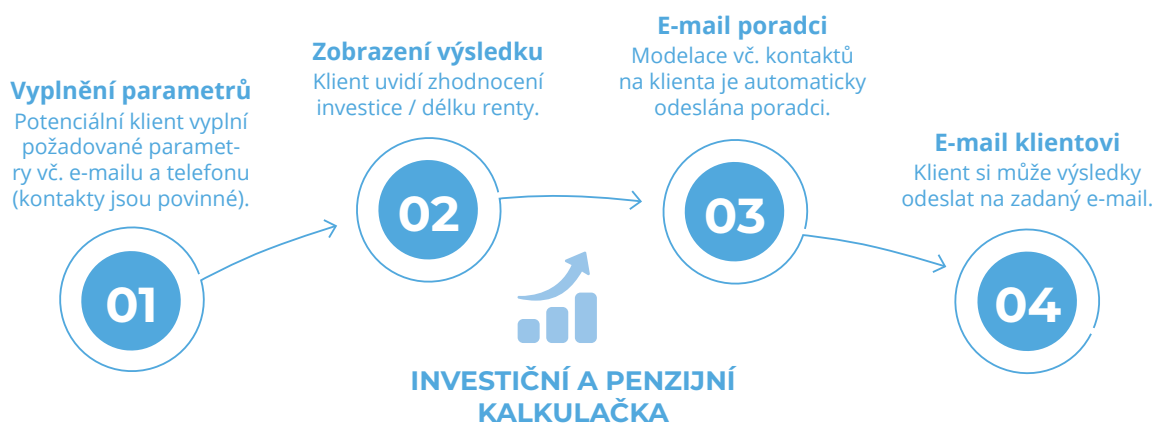 Vyplnění parametrů
Potenciální klient vyplní
požadované paramet-
ry vč. e-mailu a telefonu
(kontakty jsou povinné).
01
Zobrazení výsledku
Klient uvidí zhodnocení
investice / délku renty.
02
E-mail poradci
Modelace vč. kontaktů
na klienta je automaticky
odeslána poradci.
03
E-mail klientovi
Klient si může výsledky
odeslat na zadaný e-mail.
04
INVESTIČNÍ A PENZIJNÍ
KALKULAČKA